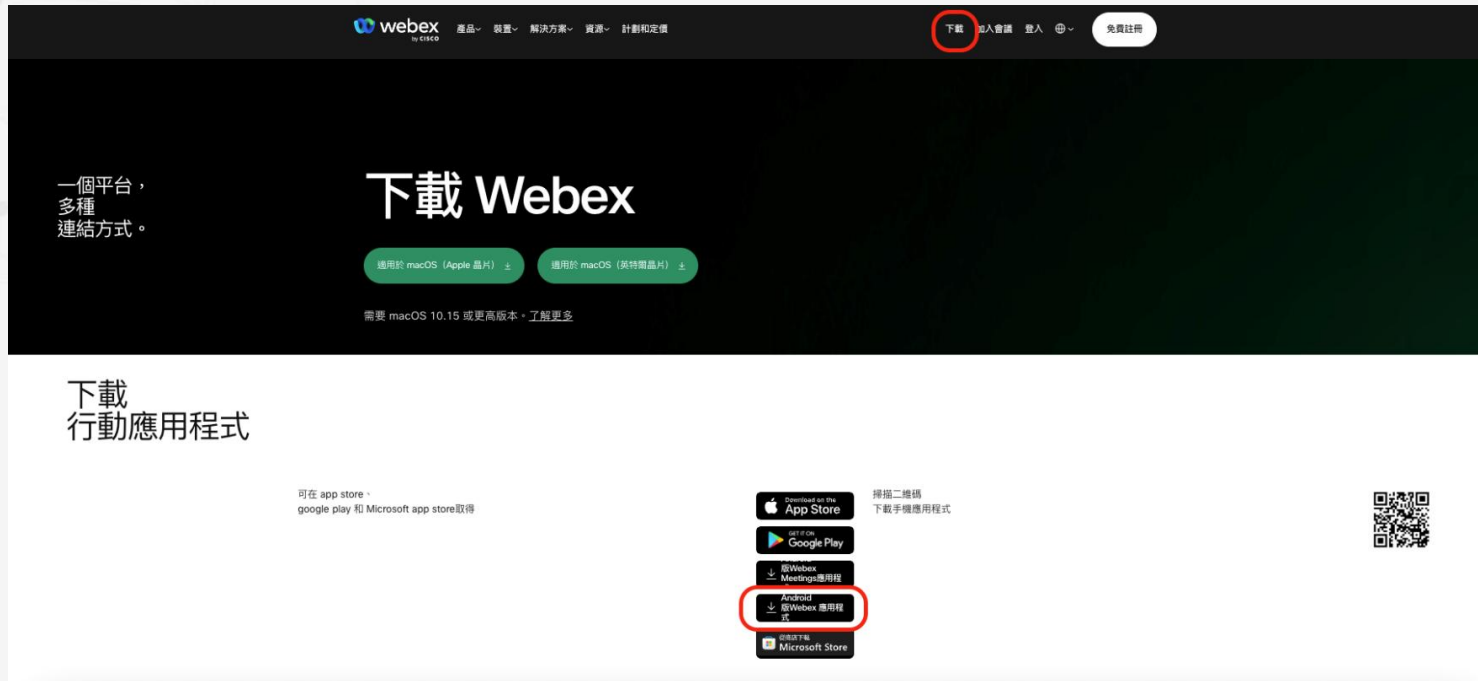 webex
by CISCO
產品 裝置 解決方案 資源 計劃和定價
下載 加入會議 登入 免費註冊
一個平台，
多種
連結方式。
下載 Webex
適用於 macOS（Apple 晶片） 適用於 macOS（英特爾晶片）
需要 macOS 10.15 或更高版本。了解更多
下載
行動應用程式
可在 app store、
google play 和 Microsoft app store取得
Download on the
App Store
GET IT ON
Google Play
版Webex
Meetings應用程
Android
版Webex 應用程
式
從商店下載
Microsoft Store
掃描二維碼
下載手機應用程式